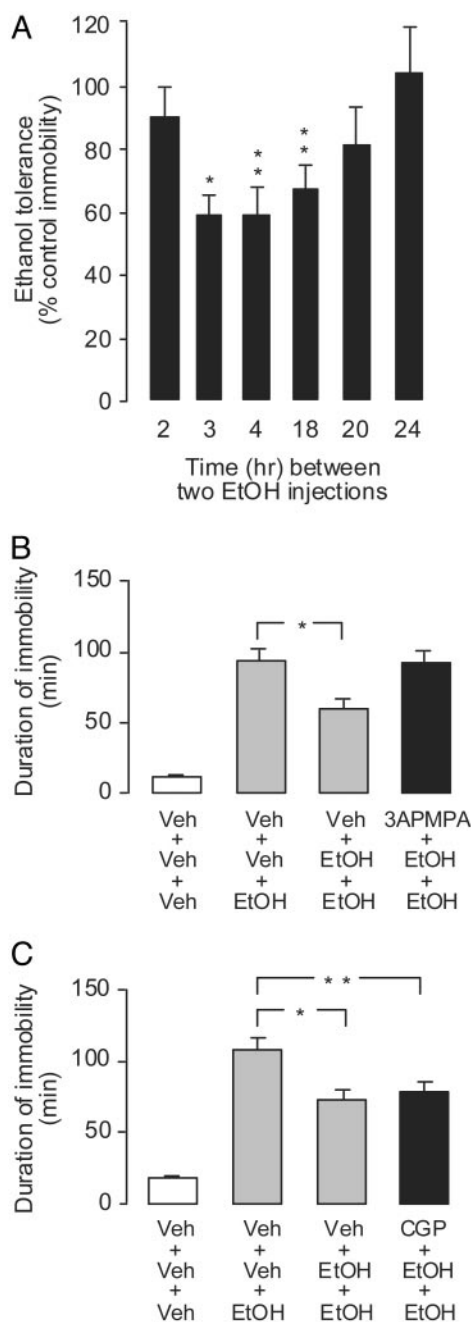 A
Ethanol tolerance
(% control immobility)
120
100
80
60
40
20
0
*
* *
* *
2 3 4 18 20 24
Time (hr) between
two EtOH injections
B
Duration of immobility
(min)
150
100
50
0
*
Veh Veh Veh 3APMPA
+ + + +
Veh Veh EtOH EtOH
+ + + +
Veh EtOH EtOH EtOH
C
Duration of immobility
(min)
150
100
50
0
* *
*
Veh Veh Veh CGP
+ + + +
Veh Veh EtOH EtOH
+ + + +
Veh EtOH EtOH EtOH